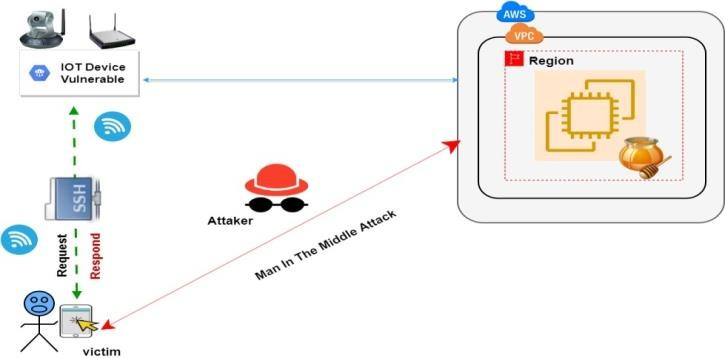 AWS
VPC
Region
IOT Device
Vulnerable
SSH
Attaker
Man In The Middle Attack
Request
Respond
victim